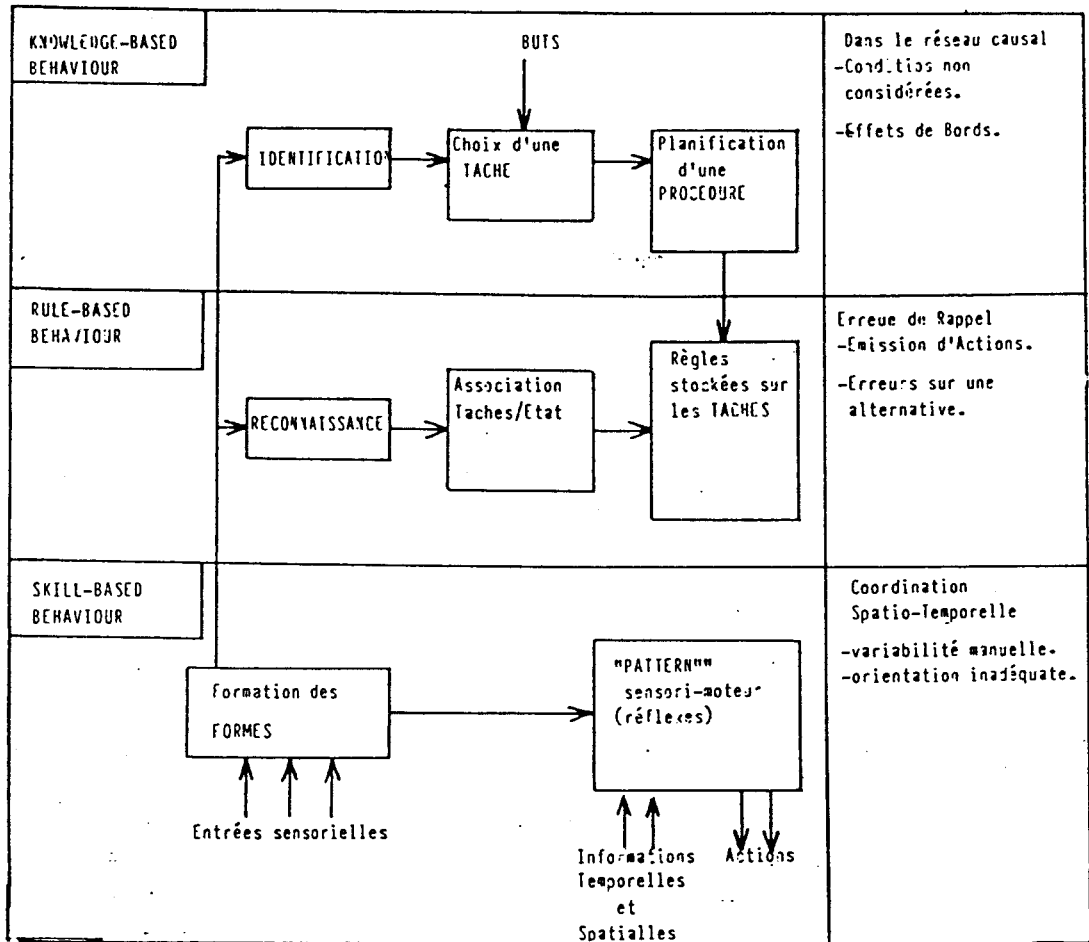 KNOWLEDGE-BASED
BEHAVIOUR
BUTS
IDENTIFICATION
Choix d'une
TACHE
Planification
d'une
PROCEDURE
Dans le réseau causal
-Conditios non
considérées.
-Effets de Bords.
RULE-BASED
BEHAVIOUR
RECONNAISSANCE
Association
Taches/Etat
Règles
stockées sur
les TACHES
Erreue de Rappel
-Emission d'Actions.
-Erreurs sur une
alternative.
SKILL-BASED
BEHAVIOUR
Formation des
FORMES
"PATTERN""
sensori-moteur
(réflexes)
Entrées sensorielles
Informations
Temporelles
et
Spatialles
Actions
Coordination
Spatio-Temporelle
-variabilité manuelle.
-orientation inadéquate.